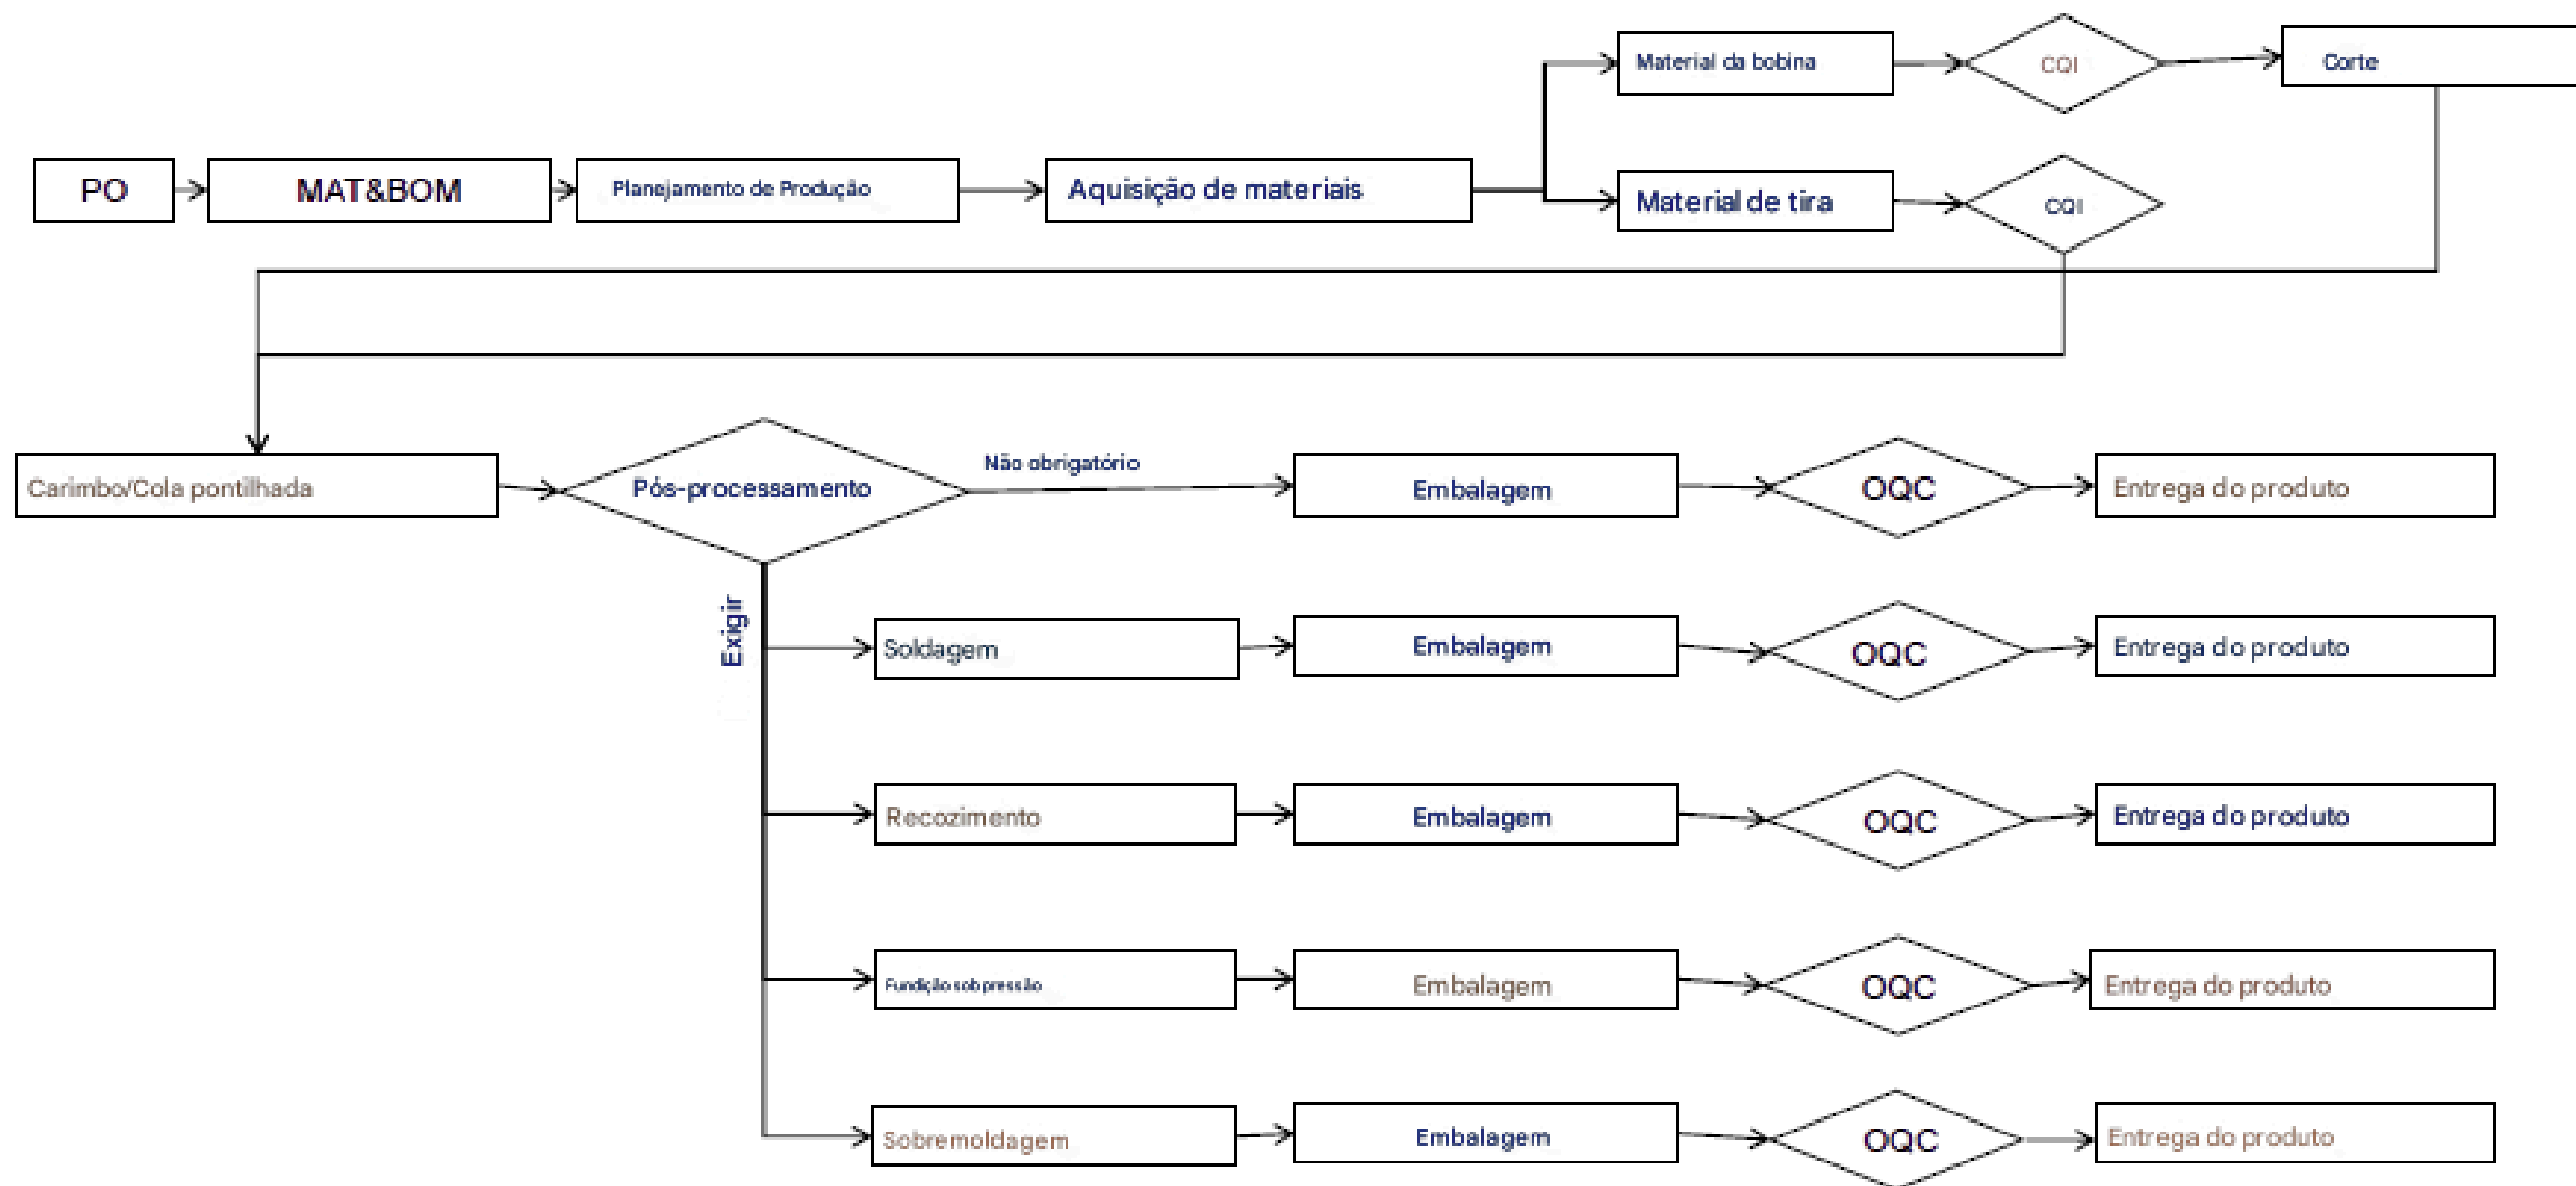 Material da bobina
CQI
Corte
PO
MAT&BOM
Planejamento de Produção
Aquisição de materiais
Material de tira
CQI
Carimbo/Cola pontilhada
Pós-processamento
Não obrigatório
Embalagem
OQC
Entrega do produto
Exigir
Soldagem
Embalagem
OQC
Entrega do produto
Recozimento
Embalagem
OQC
Entrega do produto
Fundição sob pressão
Embalagem
OQC
Entrega do produto
Sobremoldagem
Embalagem
OQC
Entrega do produto